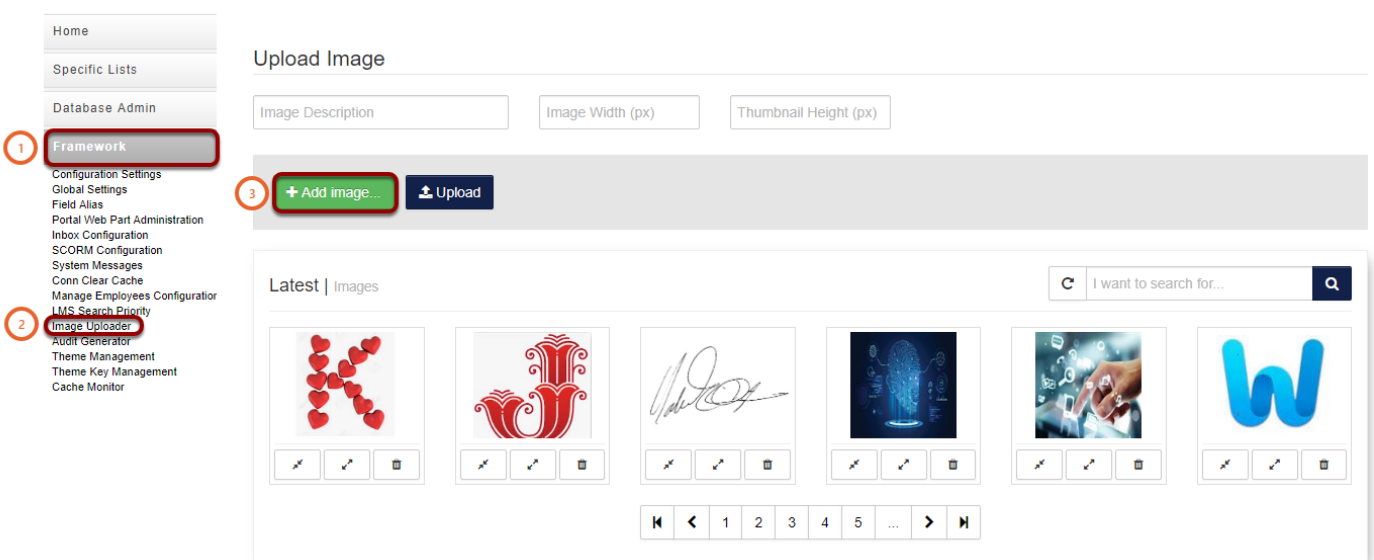 Home
Specific Lists
Database Admin
1
Framework
Configuration Settings
Global Settings
Field Alias
Portal Web Part Administration
Inbox Configuration
SCORM Configuration
System Messages
Conn Clear Cache
Manage Employees Configuration
LMS Search Priority
2
Image Uploader
Audit Generator
Theme Management
Theme Key Management
Cache Monitor
Upload Image
Image Description
Image Width (px)
Thumbnail Height (px)
3
+ Add image...
Upload
Latest | Images
I want to search for...
K
J
W
1 2 3 4 5 ...